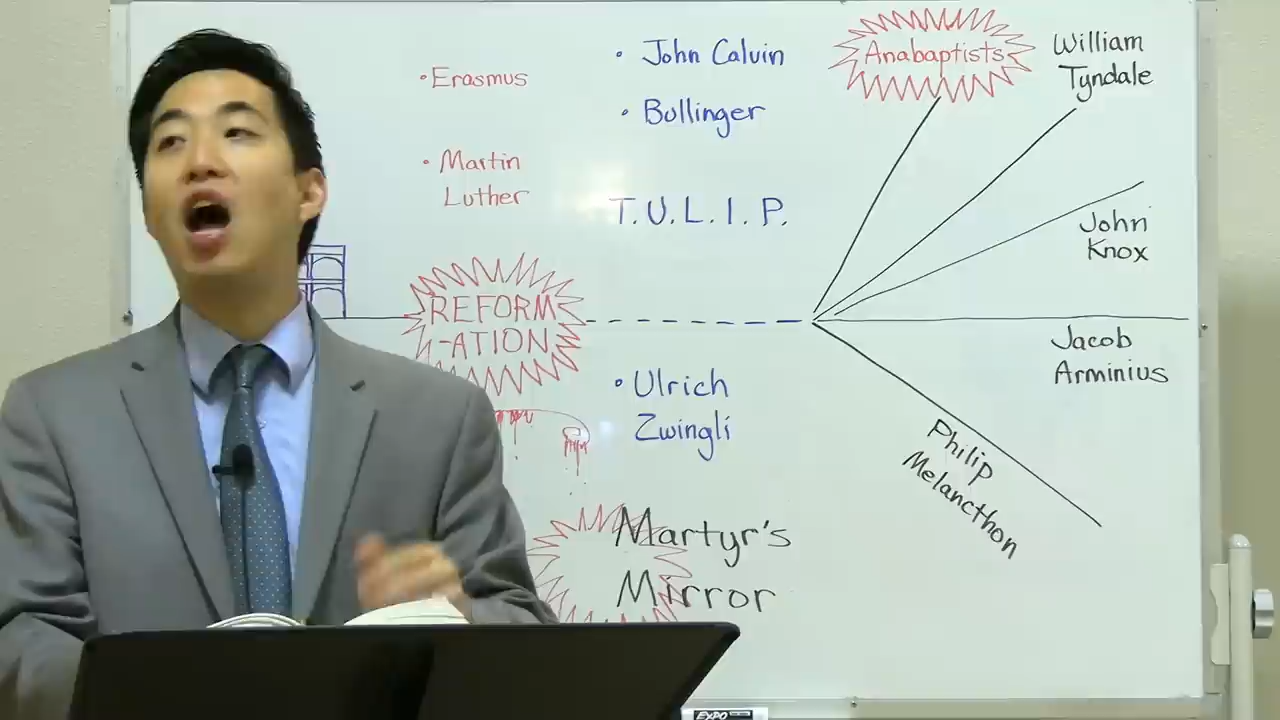 • Erasmus
• Martin
Luther
REFORM
-ATION
• John Calvin
• Bullinger
T.U.L.I.P.
• Ulrich
Zwingli
Martyr's
Mirror
Anabaptists
William
Tyndale
John
Knox
Jacob
Arminius
Philip
Melancthon
EXPO